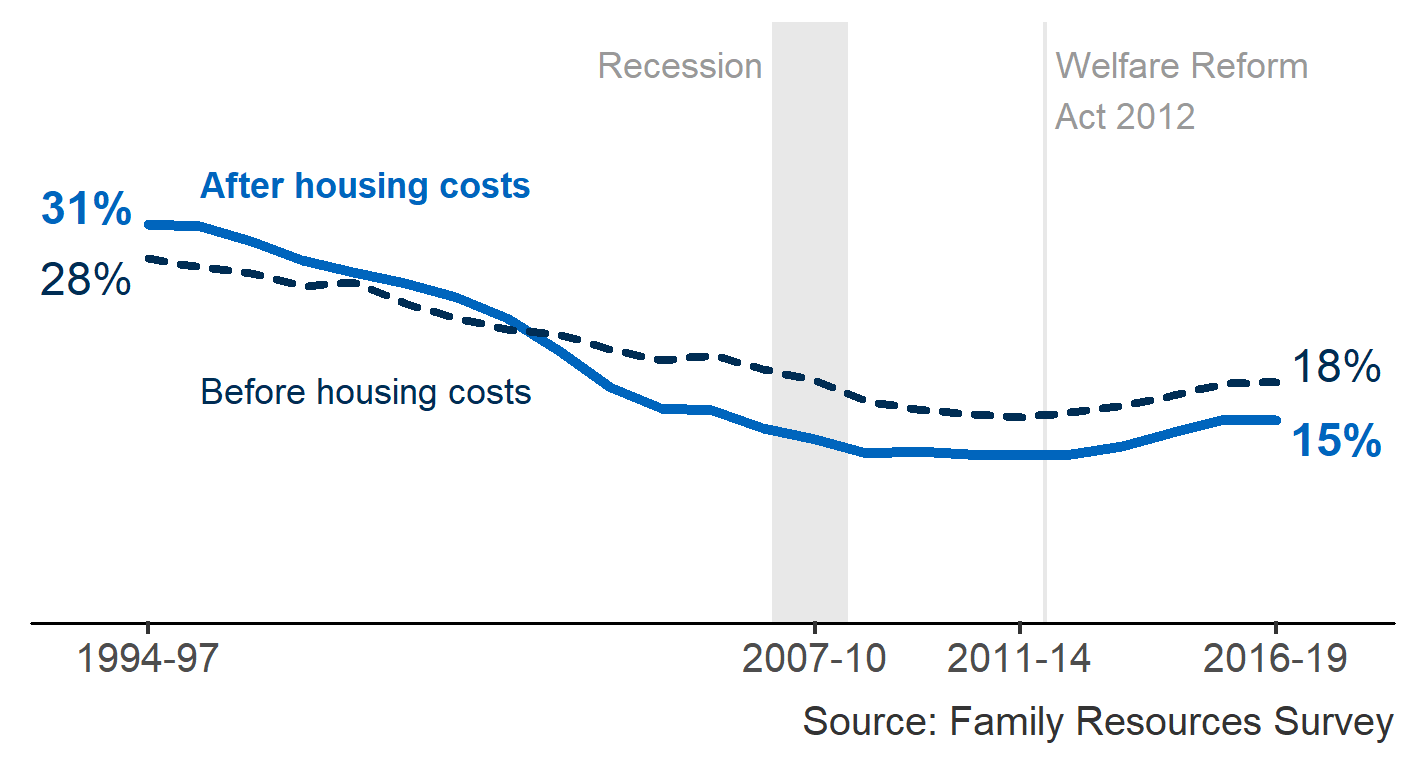 Recession
Welfare Reform
Act 2012
After housing costs
31%
28%
Before housing costs
18%
15%
1994-97
2007-10
2011-14
2016-19
Source: Family Resources Survey